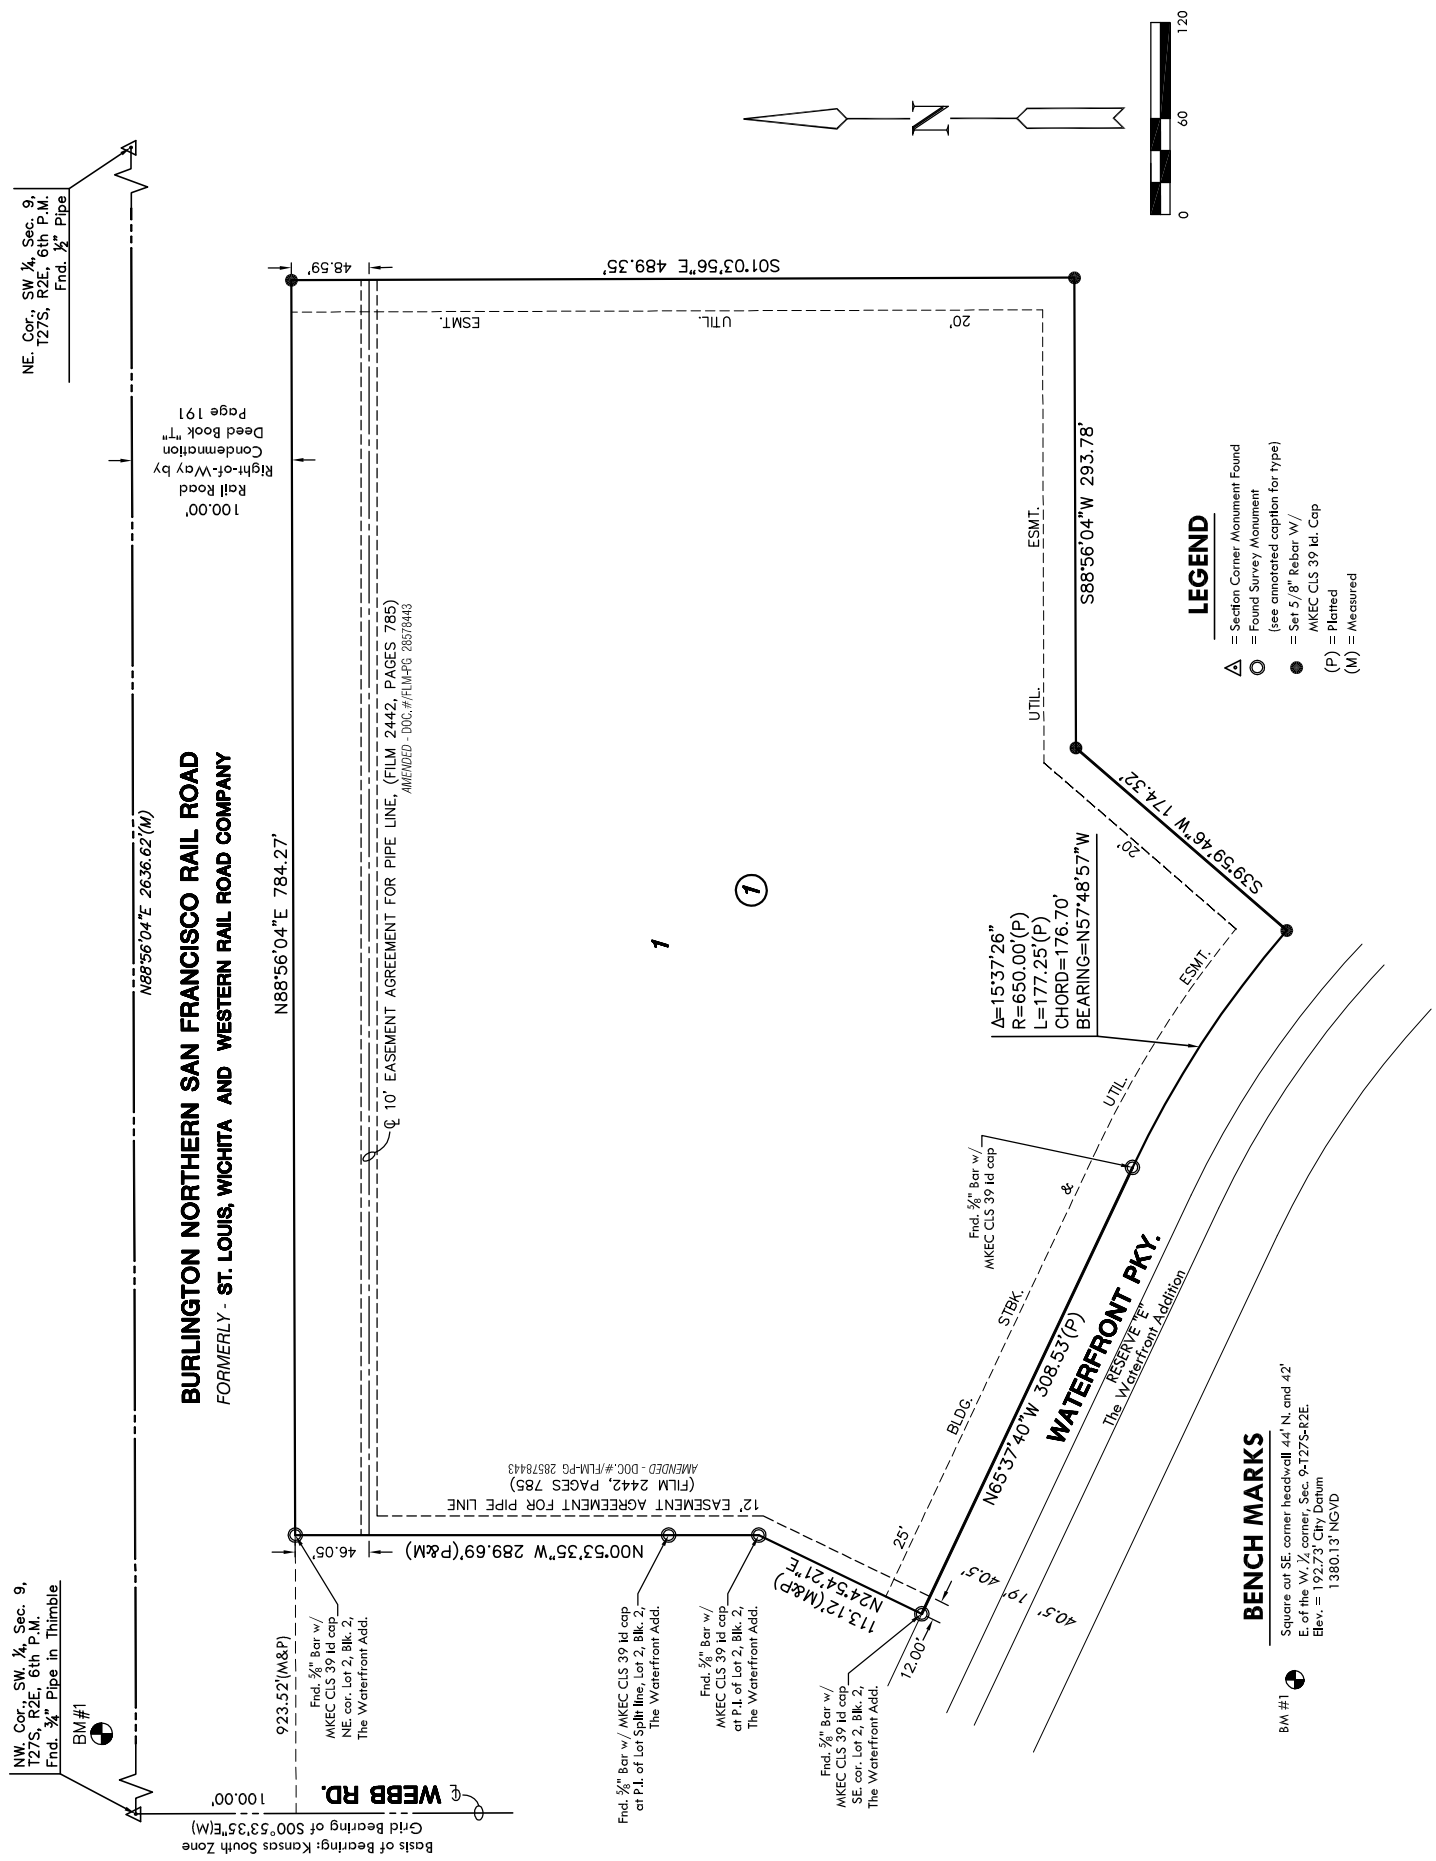 NW. Cor., SW. ¼, Sec. 9,
T27S, R2E, 6th P.M.
Fnd. ¾" Pipe in Thimble
BM#1
NE. Cor., SW ¼, Sec. 9,
T27S, R2E, 6th P.M.
Fnd. ½" Pipe
N88°56'04"E 2636.62'(M)
BURLINGTON NORTHERN SAN FRANCISCO RAIL ROAD
FORMERLY - ST. LOUIS, WICHITA AND WESTERN RAIL ROAD COMPANY
100.00'
Rail Road
Right-of-Way by
Condemnation
Deed Book "T"
Page 191
Basis of Bearing: Kansas South Zone
Grid Bearing of S00°53'35"E(M)
100.00'
WEBB RD.
℄
923.52'(M&P)
Fnd. ⅝" Bar w/
MKEC CLS 39 id cap
NE. cor. Lot 2, Blk. 2,
The Waterfront Add.
N88°56'04"E 784.27'
46.05'
48.59'
℄ 10' EASEMENT AGREEMENT FOR PIPE LINE, (FILM 2442, PAGES 785)
AMENDED - DOC.#/FLM-PG 28578443
S01°03'56"E 489.35'
20'
UTIL.
ESMT.
N00°53'35"W 289.69'(P&M)
12' EASEMENT AGREEMENT FOR PIPE LINE
(FILM 2442, PAGES 785)
AMENDED - DOC.#/FLM-PG 28578443
Fnd. ⅝" Bar w/ MKEC CLS 39 id cap
at P.I. of Lot Split line, Lot 2, Blk. 2,
The Waterfront Add.
Fnd. ⅝" Bar w/
MKEC CLS 39 id cap
at P.I. of Lot 2, Blk. 2,
The Waterfront Add.
Fnd. ⅝" Bar w/
MKEC CLS 39 id cap
SE. cor. Lot 2, Blk. 2,
The Waterfront Add.
113.12'(M&P)
N24°54'21"E
12.00'
1
1
25'
BLDG.
STBK.
&
UTIL.
ESMT.
N65°37'40"W 308.53'(P)
WATERFRONT PKY.
RESERVE "E"
The Waterfront Addition
40.5'
19'
40.5'
Fnd. ⅝" Bar w/
MKEC CLS 39 id cap
Δ=15°37'26"
R=650.00'(P)
L=177.25'(P)
CHORD=176.70'
BEARING=N57°48'57"W
20'
S39°59'46"W 174.32'
UTIL.
ESMT.
S88°56'04"W 293.78'
N
0
60
120
BENCH MARKS
BM #1
Square cut SE. corner headwall 44' N. and 42'
E. of the W. ¼ corner, Sec. 9-T27S-R2E.
Elev. = 192.73' City Datum
1380.13' NGVD
LEGEND
= Section Corner Monument Found
= Found Survey Monument
(see annotated caption for type)
= Set 5/8" Rebar W/
MKEC CLS 39 Id. Cap
(P) = Platted
(M) = Measured